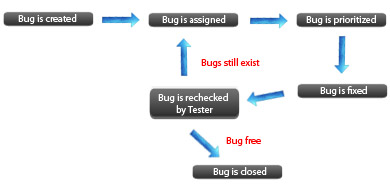 Bug is created
Bug is assigned
Bug is prioritized
Bugs still exist
Bug is fixed
Bug is rechecked
by Tester
Bug free
Bug is closed